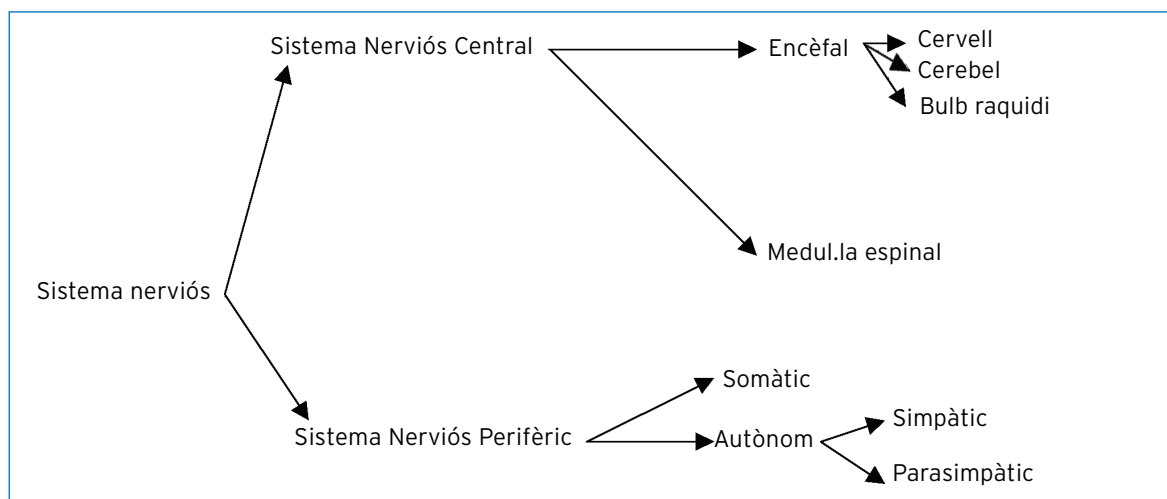 Sistema Nerviós Central
Encèfal
Cervell
Cerebel
Bulb raquidi
Medul.la espinal
Sistema nerviós
Somàtic
Sistema Nerviós Perifèric
Autònom
Simpàtic
Parasimpàtic